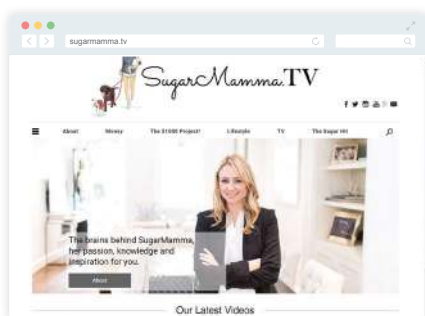 sugarmamma.tv
SugarMamma.TV
About Money The $1000 Project! Lifestyle TV The Sugar Hit
The brains behind SugarMamma,
her passion, knowledge and
inspiration for you.
About
Our Latest Videos